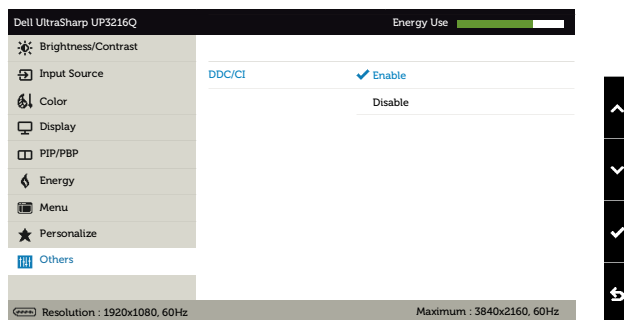 Dell UltraSharp UP3216Q Energy Use
Brightness/Contrast
Input Source DDC/CI Enable
Color Disable
Display
PIP/PBP
Energy
Menu
Personalize
Others
Resolution : 1920x1080, 60Hz Maximum : 3840x2160, 60Hz